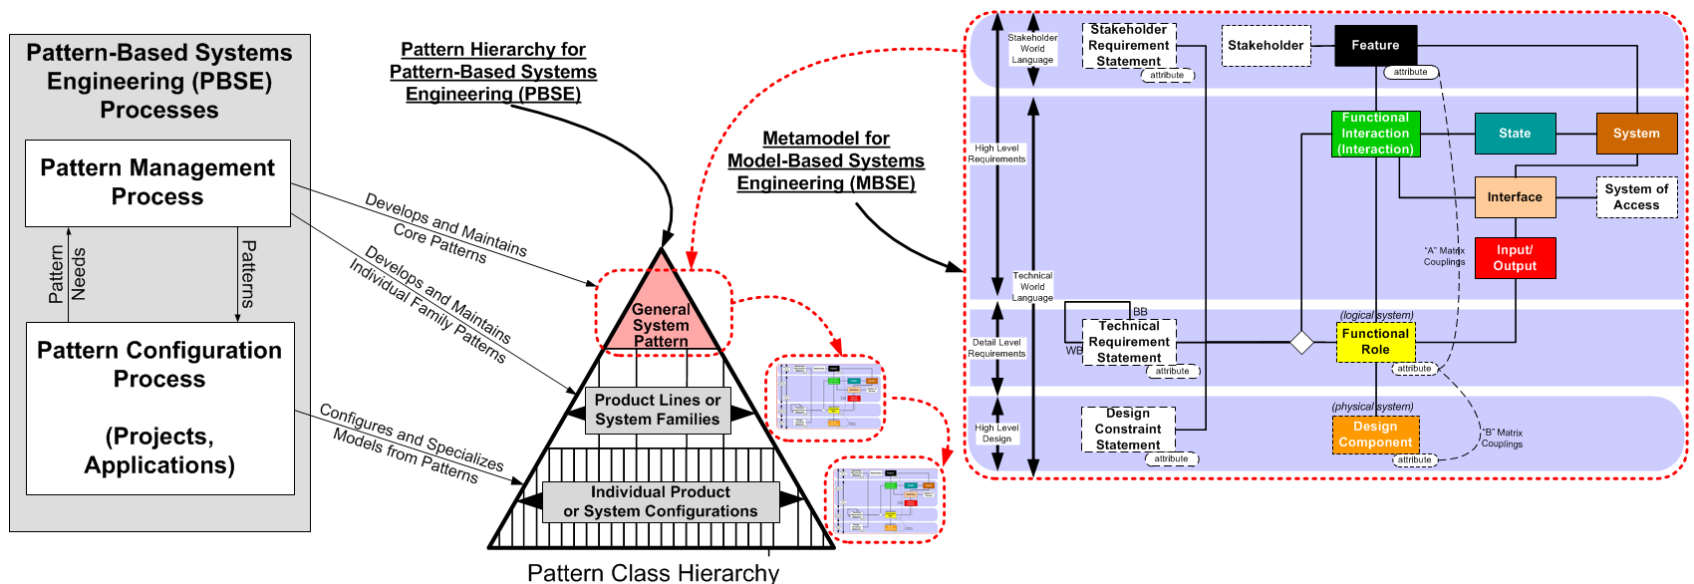 Pattern-Based Systems
Engineering (PBSE)
Processes
Pattern Management
Process
Pattern
Needs
Patterns
Pattern Configuration
Process
(Projects,
Applications)
Pattern Hierarchy for
Pattern-Based Systems
Engineering (PBSE)
Develops and Maintains
Core Patterns
Develops and Maintains
Individual Family Patterns
Configures and Specializes
Models from Patterns
General
System
Pattern
Product Lines or
System Families
Individual Product
or System Configurations
Pattern Class Hierarchy
Metamodel for
Model-Based Systems
Engineering (MBSE)
Stakeholder
World
Language
High Level
Requirements
Technical
World
Language
Detail Level
Requirements
High Level
Design
Stakeholder
Requirement
Statement
attribute
Stakeholder
Feature
attribute
Functional
Interaction
(Interaction)
State
System
Interface
System of
Access
Input/
Output
"A" Matrix
Couplings
BB
WB
Technical
Requirement
Statement
attribute
(logical system)
Functional
Role
attribute
Design
Constraint
Statement
attribute
(physical system)
Design
Component
attribute
"B" Matrix
Couplings